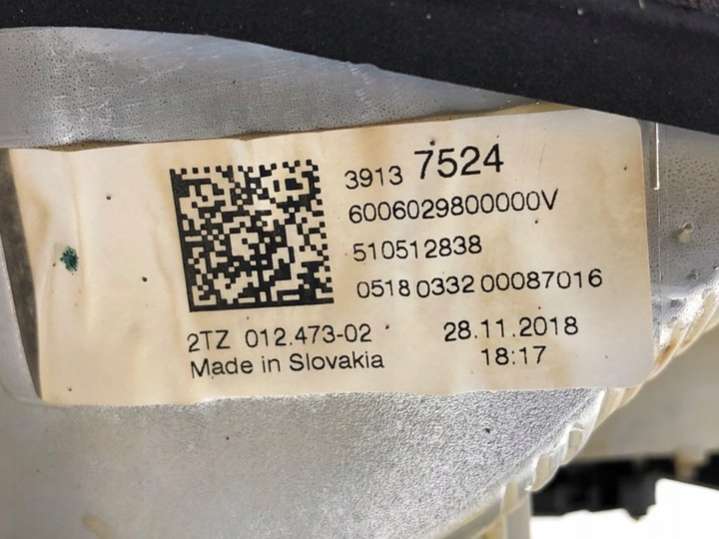 3913 7524
6006029800000V
510512838
0518 0332 00087016
2TZ 012.473-02 28.11.2018
Made in Slovakia 18:17